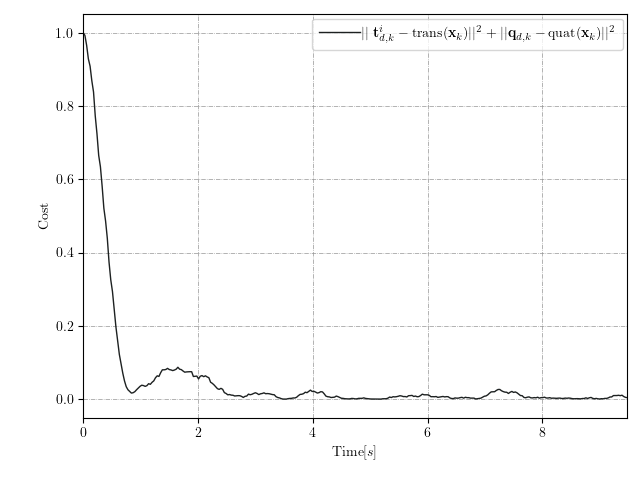 || t^i_{d,k} − trans(x_k)||^2 + ||q_{d,k} − quat(x_k)||^2
1.0
0.8
0.6
0.4
0.2
0.0
Cost
0 2 4 6 8
Time[s]